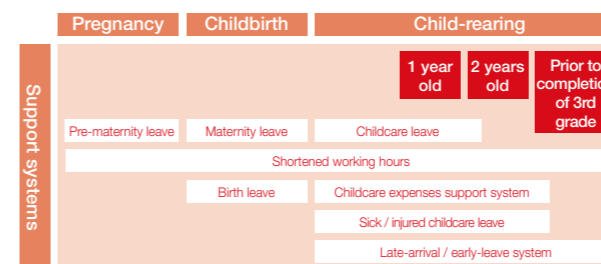 Pregnancy Childbirth Child-rearing
Support systems
1 year
old
2 years
old
Prior to
of 3rd
grade
Pre-maternity leave Maternity leave Childcare leave
Shortened working hours
Birth leave Childcare expenses support system
Sick / injured childcare leave
Late-arrival / early-leave system